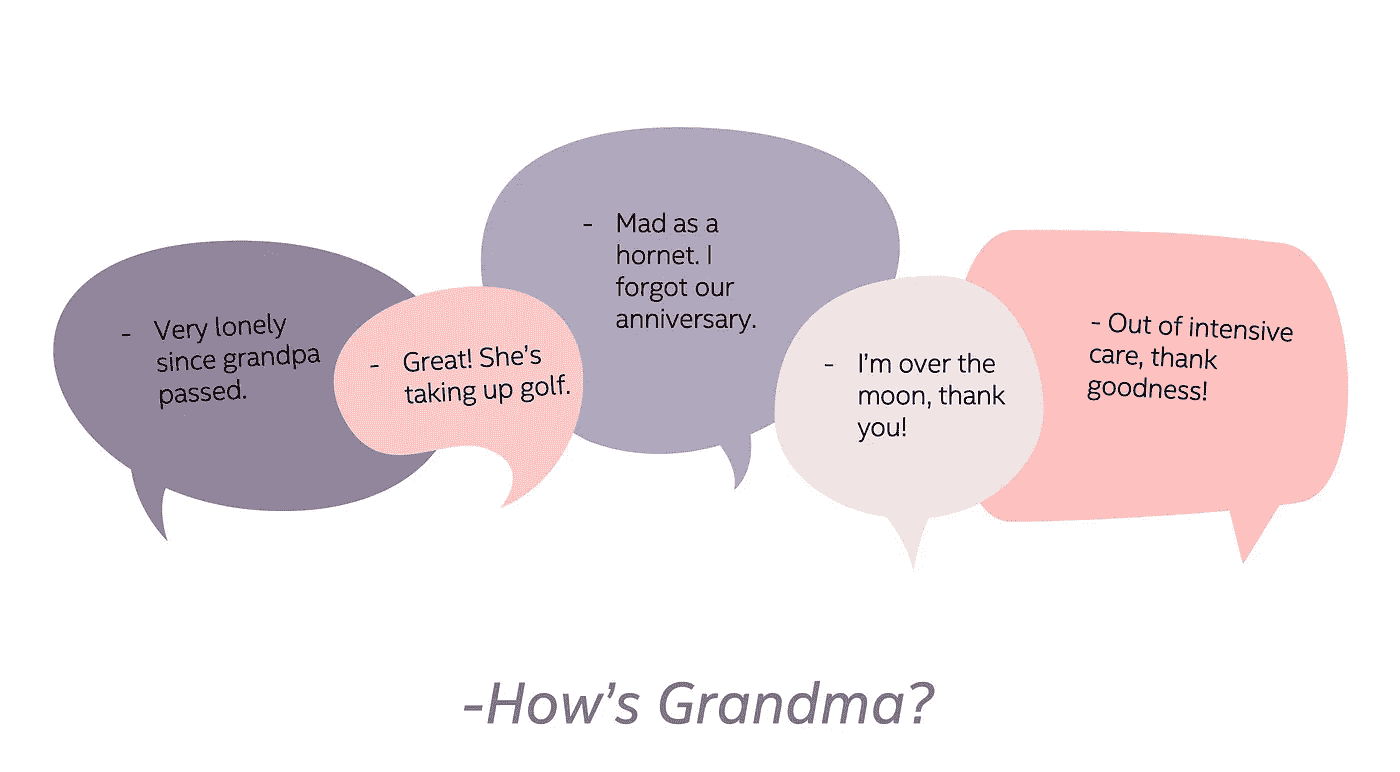 - Very lonely
since grandpa
passed.
- Great! She's
taking up golf.
- Mad as a
hornet. I
forgot our
anniversary.
- I'm over the
moon, thank
you!
- Out of intensive
care, thank
goodness!
-How's Grandma?